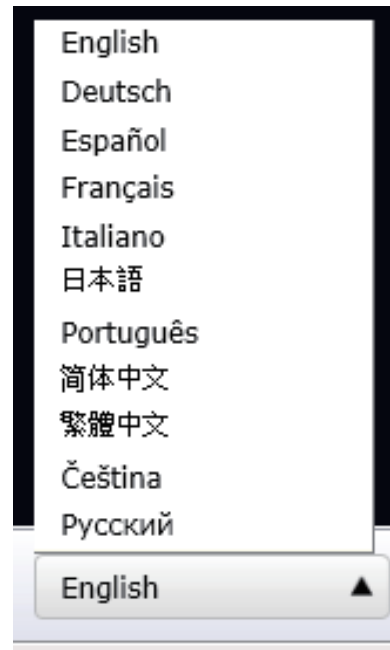 English
Deutsch
Español
Français
Italiano
日本語
Português
简体中文
繁體中文
Čeština
Русский
English